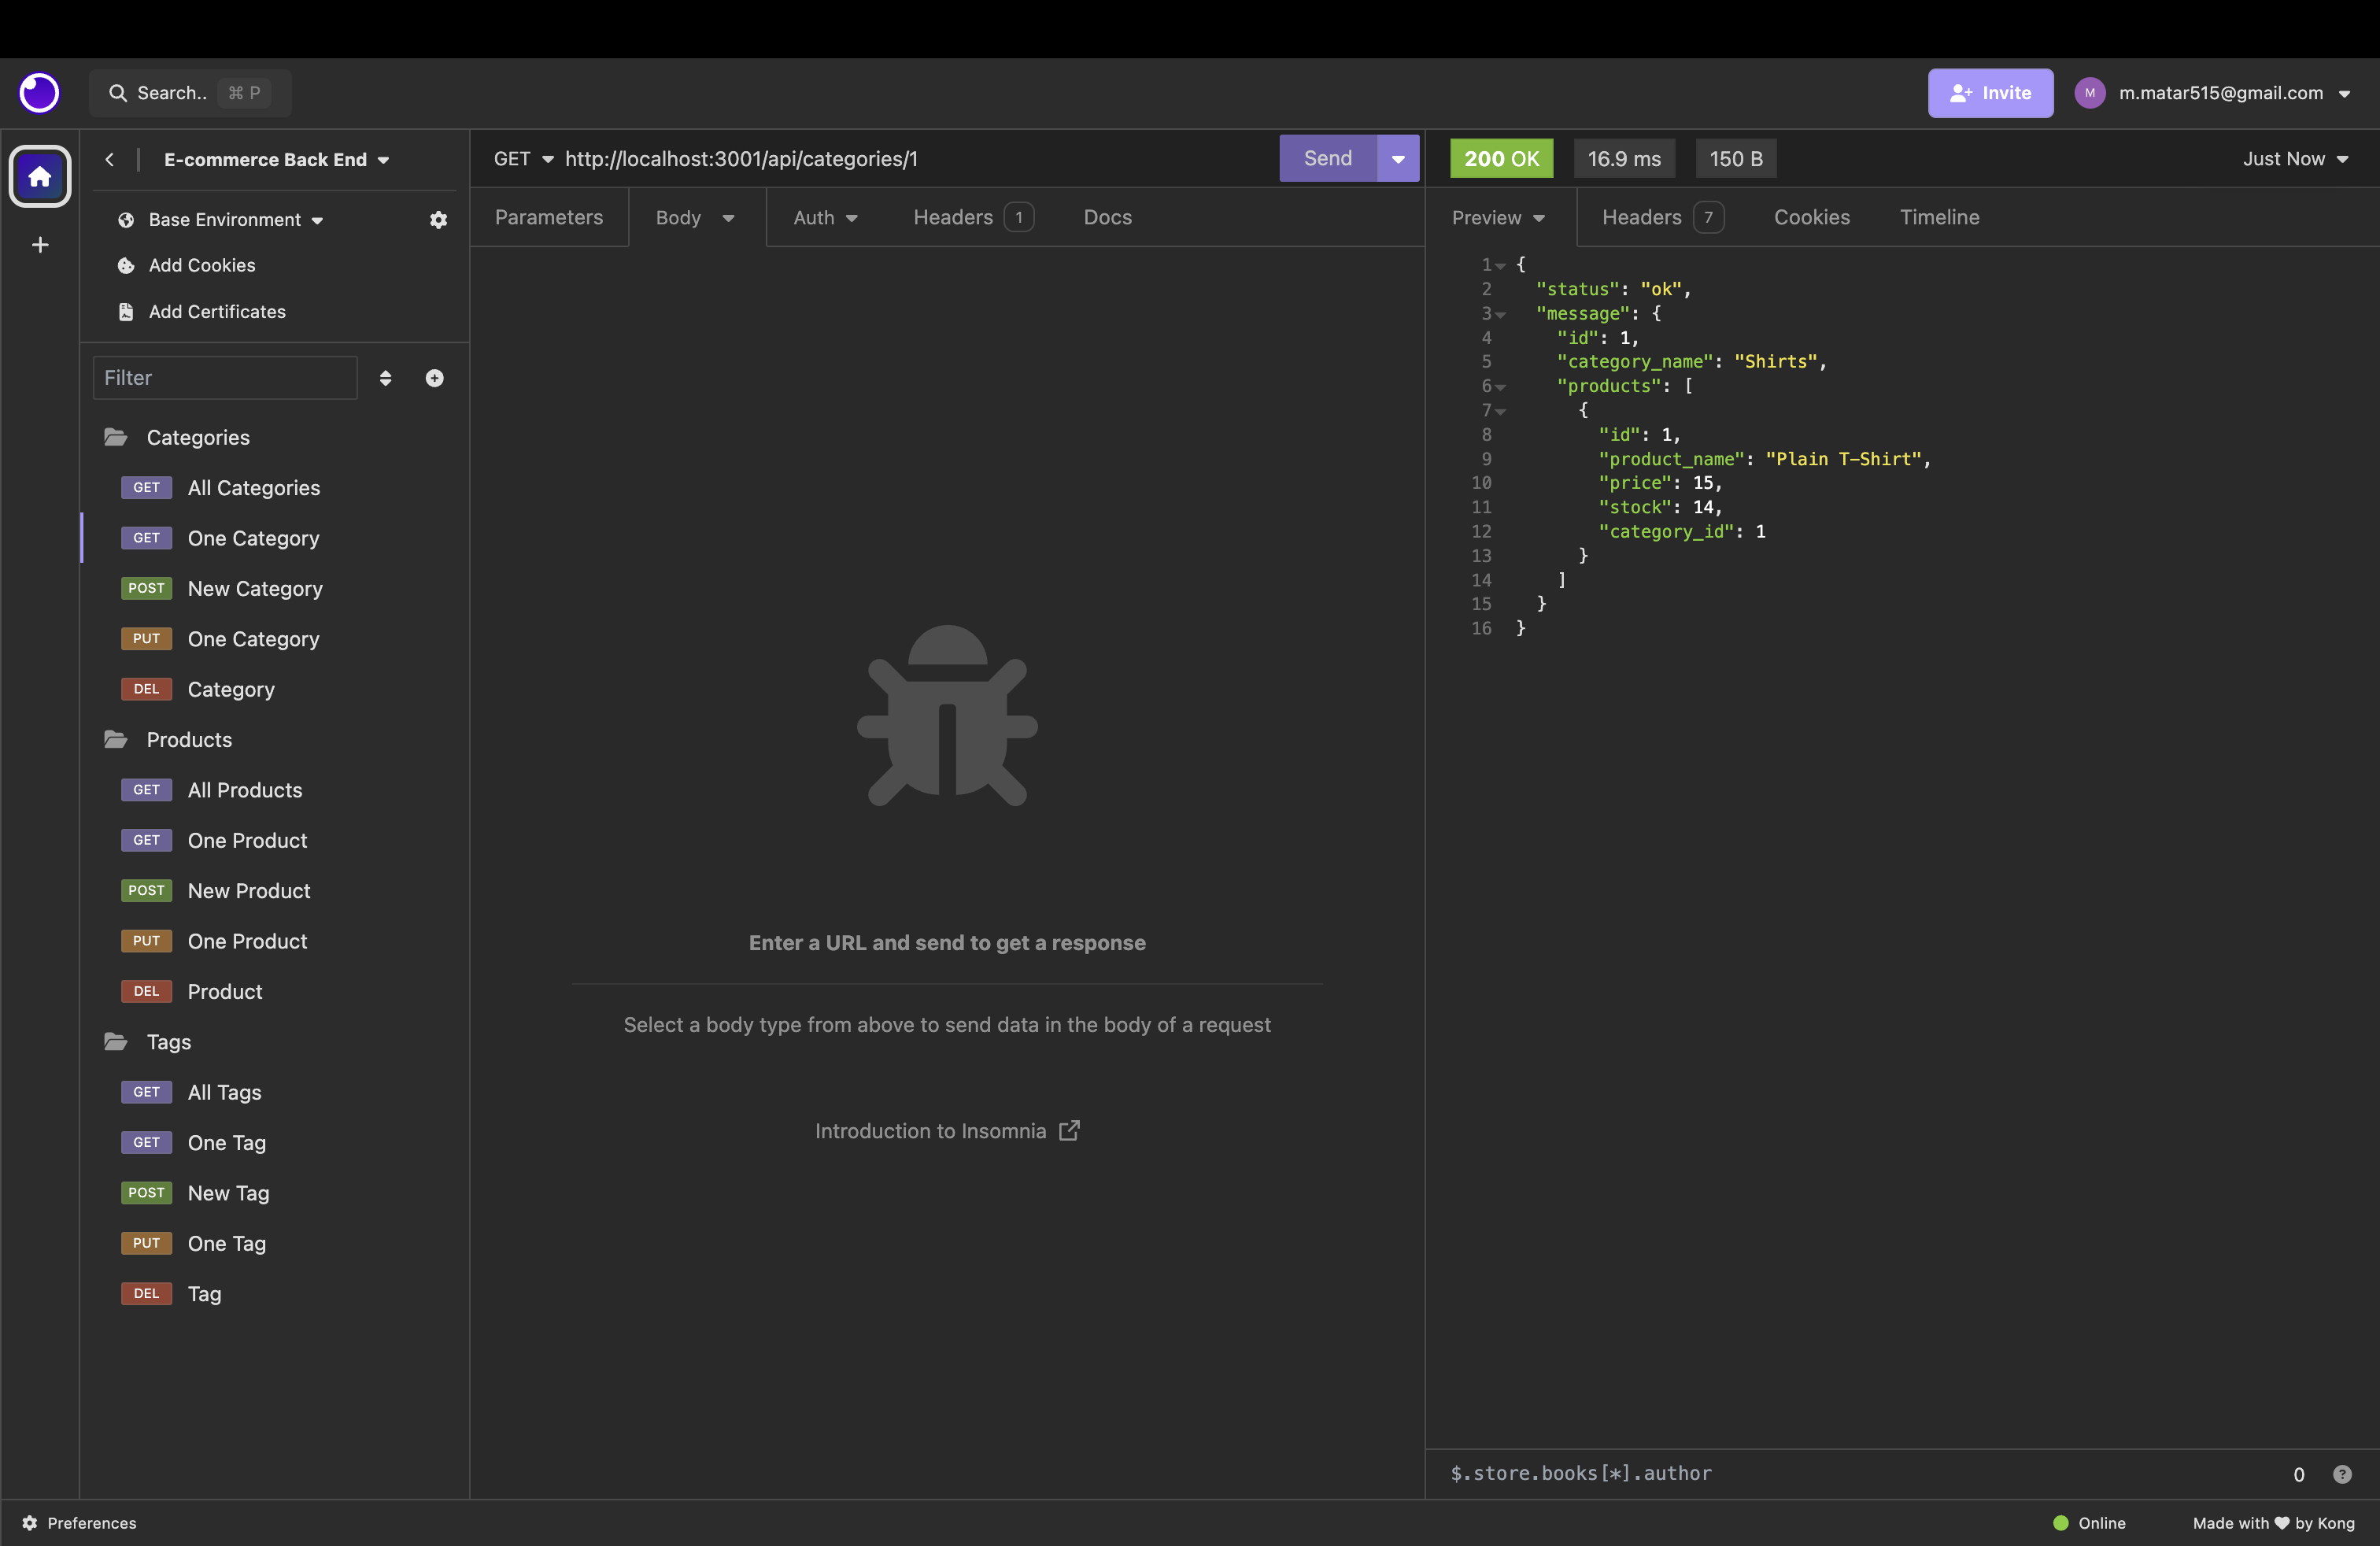 Search.. ⌘ P
Invite
M m.matar515@gmail.com
E-commerce Back End
Base Environment
Add Cookies
Add Certificates
Filter
Categories
GET All Categories
GET One Category
POST New Category
PUT One Category
DEL Category
Products
GET All Products
GET One Product
POST New Product
PUT One Product
DEL Product
Tags
GET All Tags
GET One Tag
POST New Tag
PUT One Tag
DEL Tag
GET http://localhost:3001/api/categories/1 Send
Parameters Body Auth Headers 1 Docs
Enter a URL and send to get a response
Select a body type from above to send data in the body of a request
Introduction to Insomnia
200 OK 16.9 ms 150 B Just Now
Preview Headers 7 Cookies Timeline
1 {
2 "status": "ok",
3 "message": {
4 "id": 1,
5 "category_name": "Shirts",
6 "products": [
7 {
8 "id": 1,
9 "product_name": "Plain T-Shirt",
10 "price": 15,
11 "stock": 14,
12 "category_id": 1
13 }
14 ]
15 }
16 }
$.store.books[*].author 0 ?
Preferences
Online
Made with ♥ by Kong